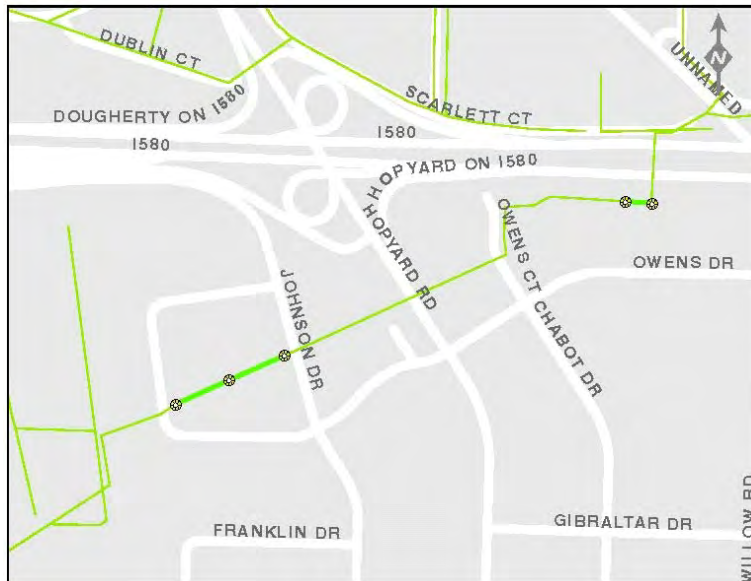 DUBLIN CT
UNNAMED
N
DOUGHERTY ON I580
SCARLETT CT
I580
I580
HOPYARD ON I580
HOPYARD RD
OWENS CT
OWENS DR
JOHNSON DR
CHABOT DR
FRANKLIN DR
GIBRALTAR DR
WILLOW RD